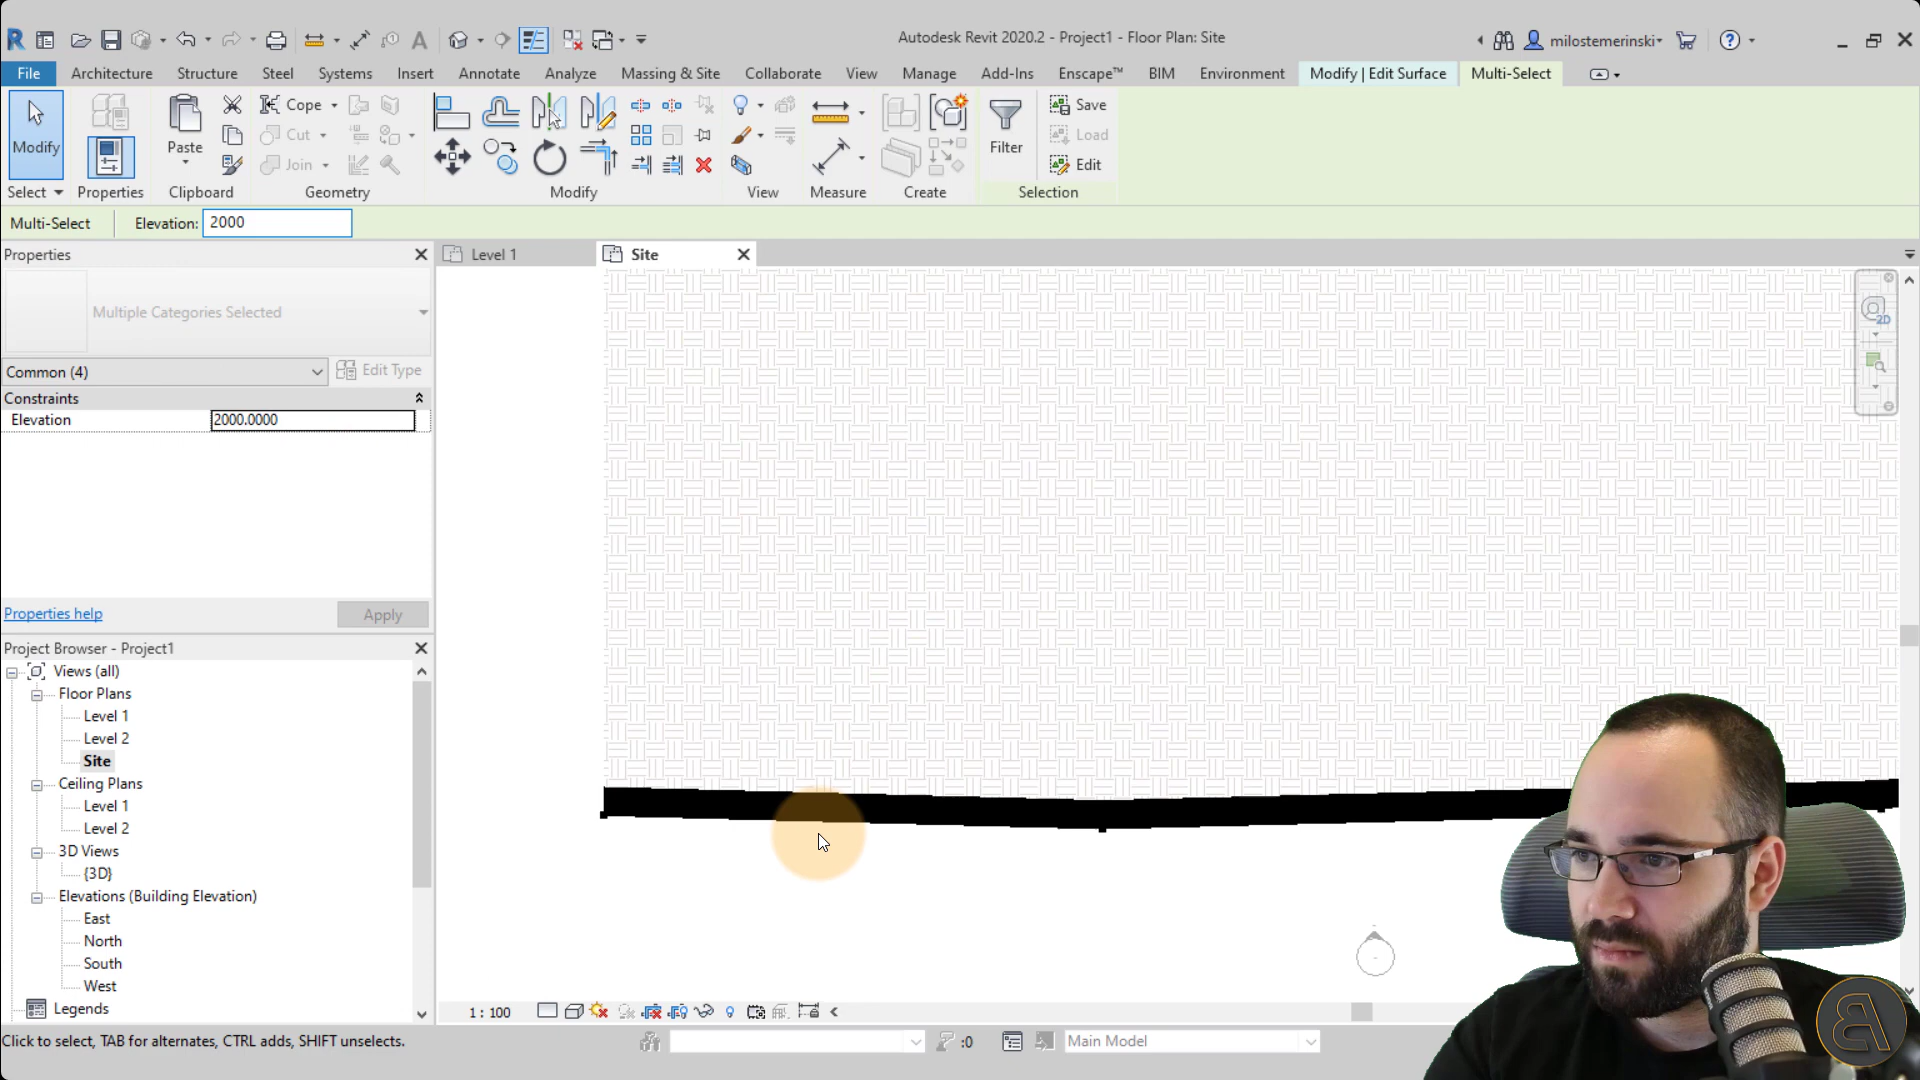 Autodesk Revit 2020.2 - Project1 - Floor Plan: Site
milostemerinski
File Architecture Structure Steel Systems Insert Annotate Analyze Massing & Site Collaborate View Manage Add-Ins Enscape™ BIM Environment Modify | Edit Surface Multi-Select
Modify
Paste
Cope
Cut
Join
Filter
Save
Load
Edit
Select Properties Clipboard Geometry Modify View Measure Create Selection
Multi-Select Elevation: 2000
Properties
Level 1
Site
Multiple Categories Selected
Common (4) Edit Type
Constraints
Elevation 2000.0000
2D
Properties help Apply
Project Browser - Project1
Views (all)
Floor Plans
Level 1
Level 2
Site
Ceiling Plans
Level 1
Level 2
3D Views
{3D}
Elevations (Building Elevation)
East
North
South
West
Legends
1 : 100
Click to select, TAB for alternates, CTRL adds, SHIFT unselects.
:0
Main Model